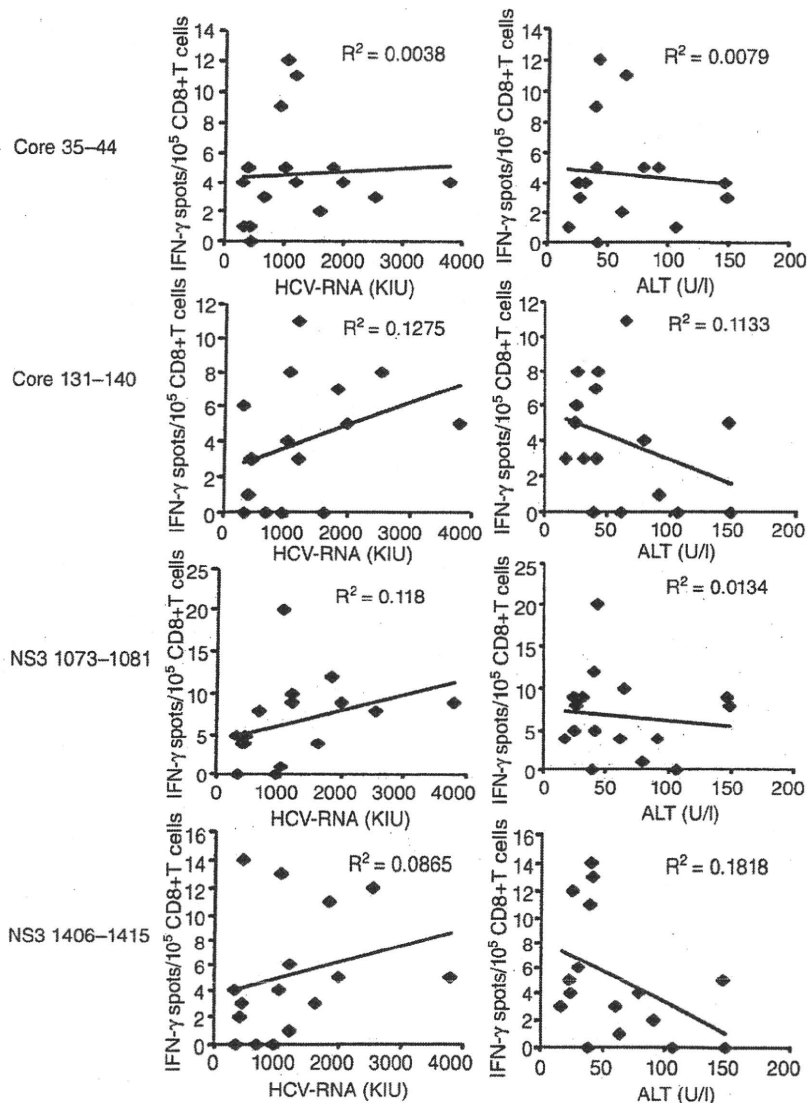 Core 35–44
IFN-γ spots/10⁵ CD8+T cells
14
12
10
8
6
4
2
0
R² = 0.0038
0 1000 2000 3000 4000
HCV-RNA (KIU)
IFN-γ spots/10⁵ CD8+T cells
14
12
10
8
6
4
2
0
R² = 0.0079
0 50 100 150 200
ALT (U/l)
Core 131–140
IFN-γ spots/10⁵ CD8+T cells
12
10
8
6
4
2
0
R² = 0.1275
0 1000 2000 3000 4000
HCV-RNA (KIU)
IFN-γ spots/10⁵ CD8+T cells
12
10
8
6
4
2
0
R² = 0.1133
0 50 100 150 200
ALT (U/l)
NS3 1073–1081
IFN-γ spots/10⁵ CD8+T cells
25
20
15
10
5
0
R² = 0.118
0 1000 2000 3000 4000
HCV-RNA (KIU)
IFN-γ spots/10⁵ CD8+T cells
25
20
15
10
5
0
R² = 0.0134
0 50 100 150 200
ALT (U/l)
NS3 1406–1415
IFN-γ spots/10⁵ CD8+T cells
16
14
12
10
8
6
4
2
0
R² = 0.0865
0 1000 2000 3000 4000
HCV-RNA (KIU)
IFN-γ spots/10⁵ CD8+T cells
16
14
12
10
8
6
4
2
0
R² = 0.1818
0 50 100 150 200
ALT (U/l)